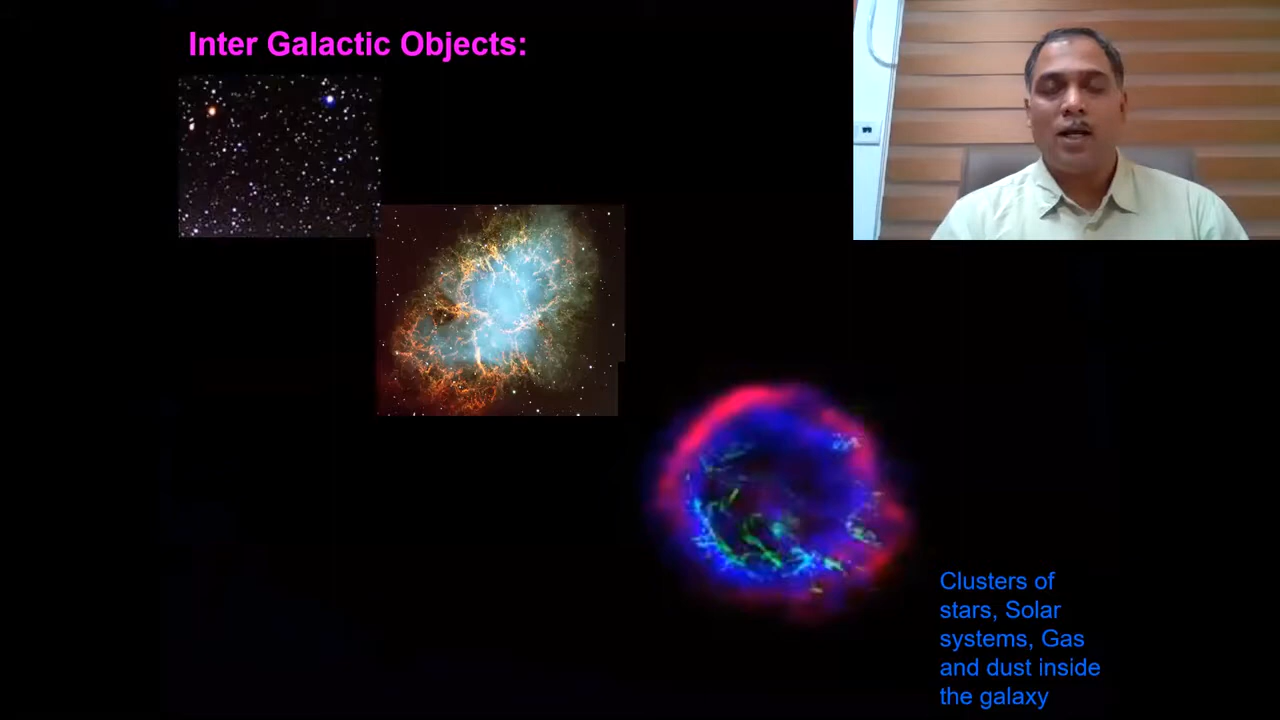 Inter Galactic Objects:
Clusters of
stars, Solar
systems, Gas
and dust inside
the galaxy